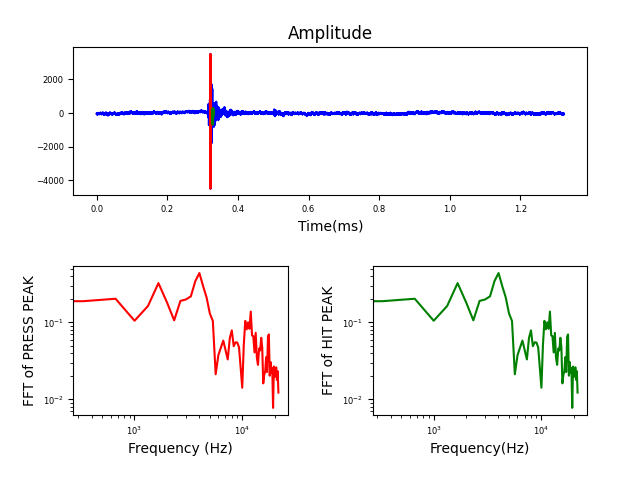 Amplitude
2000
0
−2000
−4000
0.0 0.2 0.4 0.6 0.8 1.0 1.2
Time(ms)
FFT of PRESS PEAK
10⁻¹
10⁻²
10³ 10⁴
Frequency (Hz)
FFT of HIT PEAK
10⁻¹
10⁻²
10³ 10⁴
Frequency(Hz)